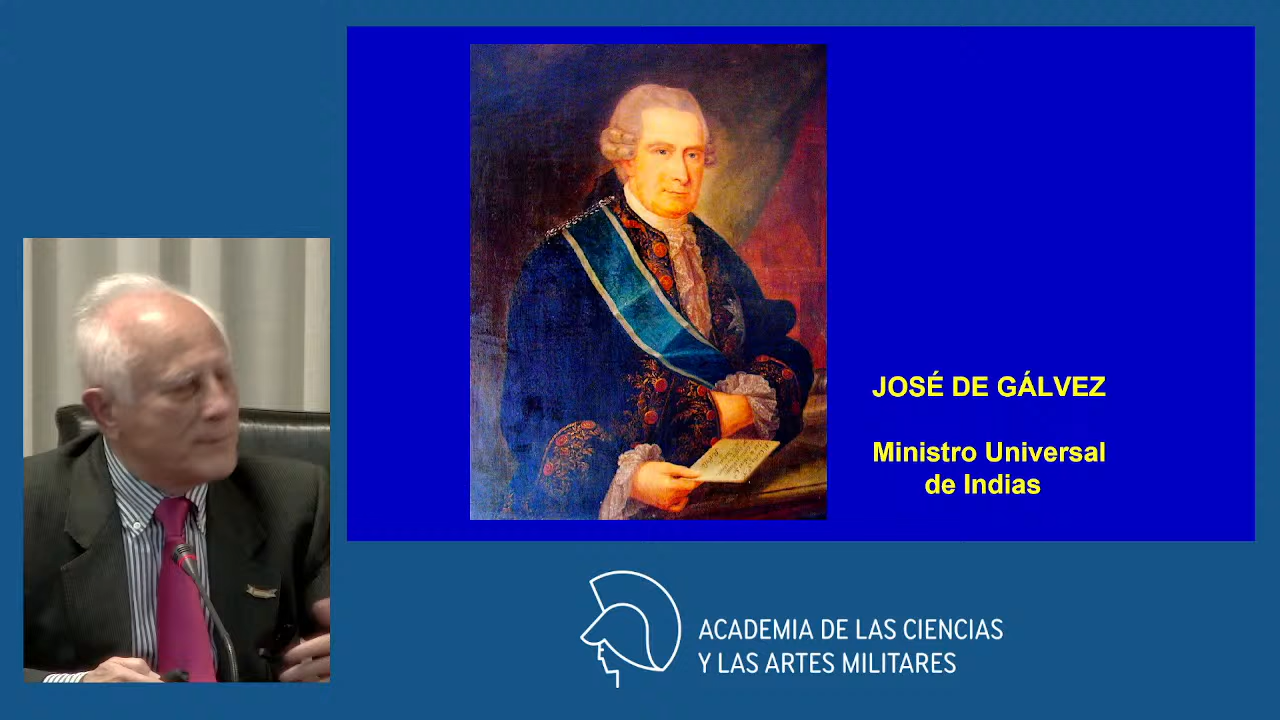 JOSÉ DE GÁLVEZ
Ministro Universal
de Indias
ACADEMIA DE LAS CIENCIAS
Y LAS ARTES MILITARES